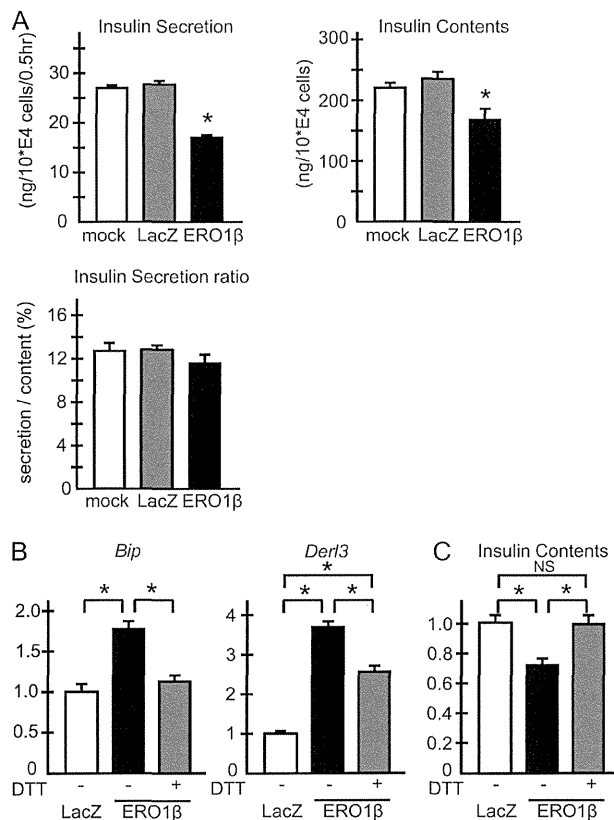 A
Insulin Secretion
(ng/10*E4 cells/0.5hr)
40
30
20
10
0
mock LacZ ERO1β
*
Insulin Contents
(ng/10*E4 cells)
300
200
100
0
mock LacZ ERO1β
*
Insulin Secretion ratio
secretion / content (%)
16
12
8
4
0
mock LacZ ERO1β
B
Bip
2.0
1.5
1.0
0.5
0
* *
DTT - - +
LacZ ERO1β
Derl3
4
3
2
1
0
*
* *
- - +
LacZ ERO1β
C
Insulin Contents
NS
* *
1.0
0.8
0.6
0.4
0.2
0
DTT - - +
LacZ ERO1β